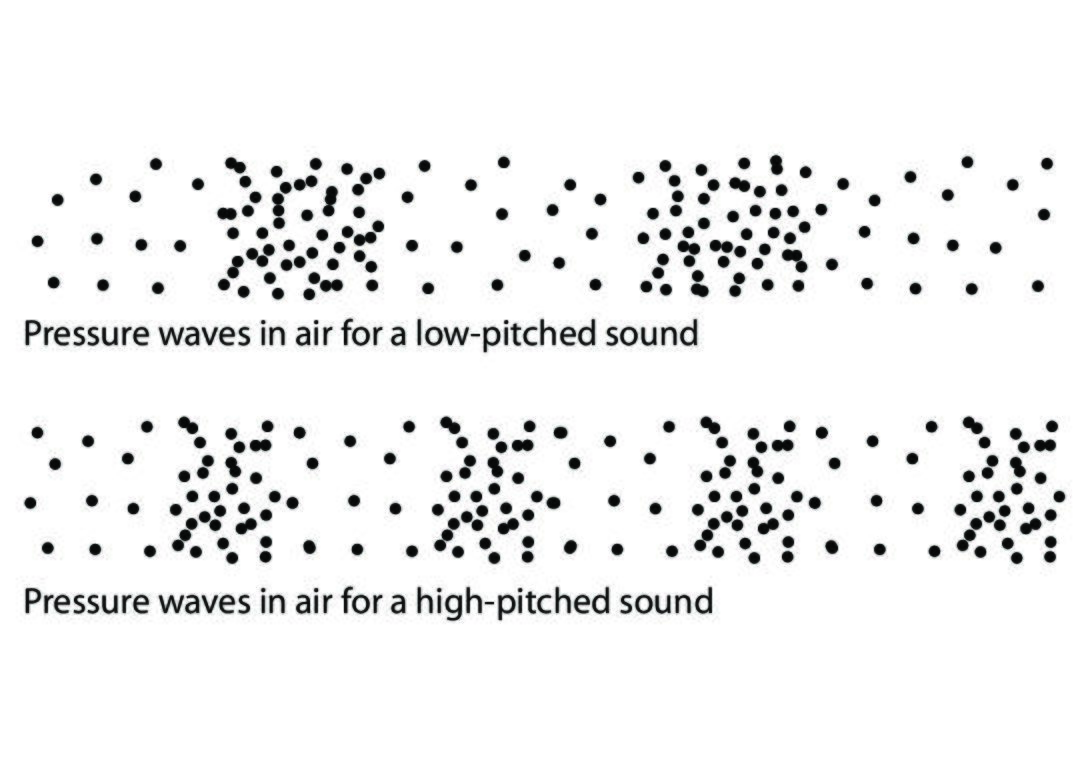 Pressure waves in air for a low-pitched sound
Pressure waves in air for a high-pitched sound